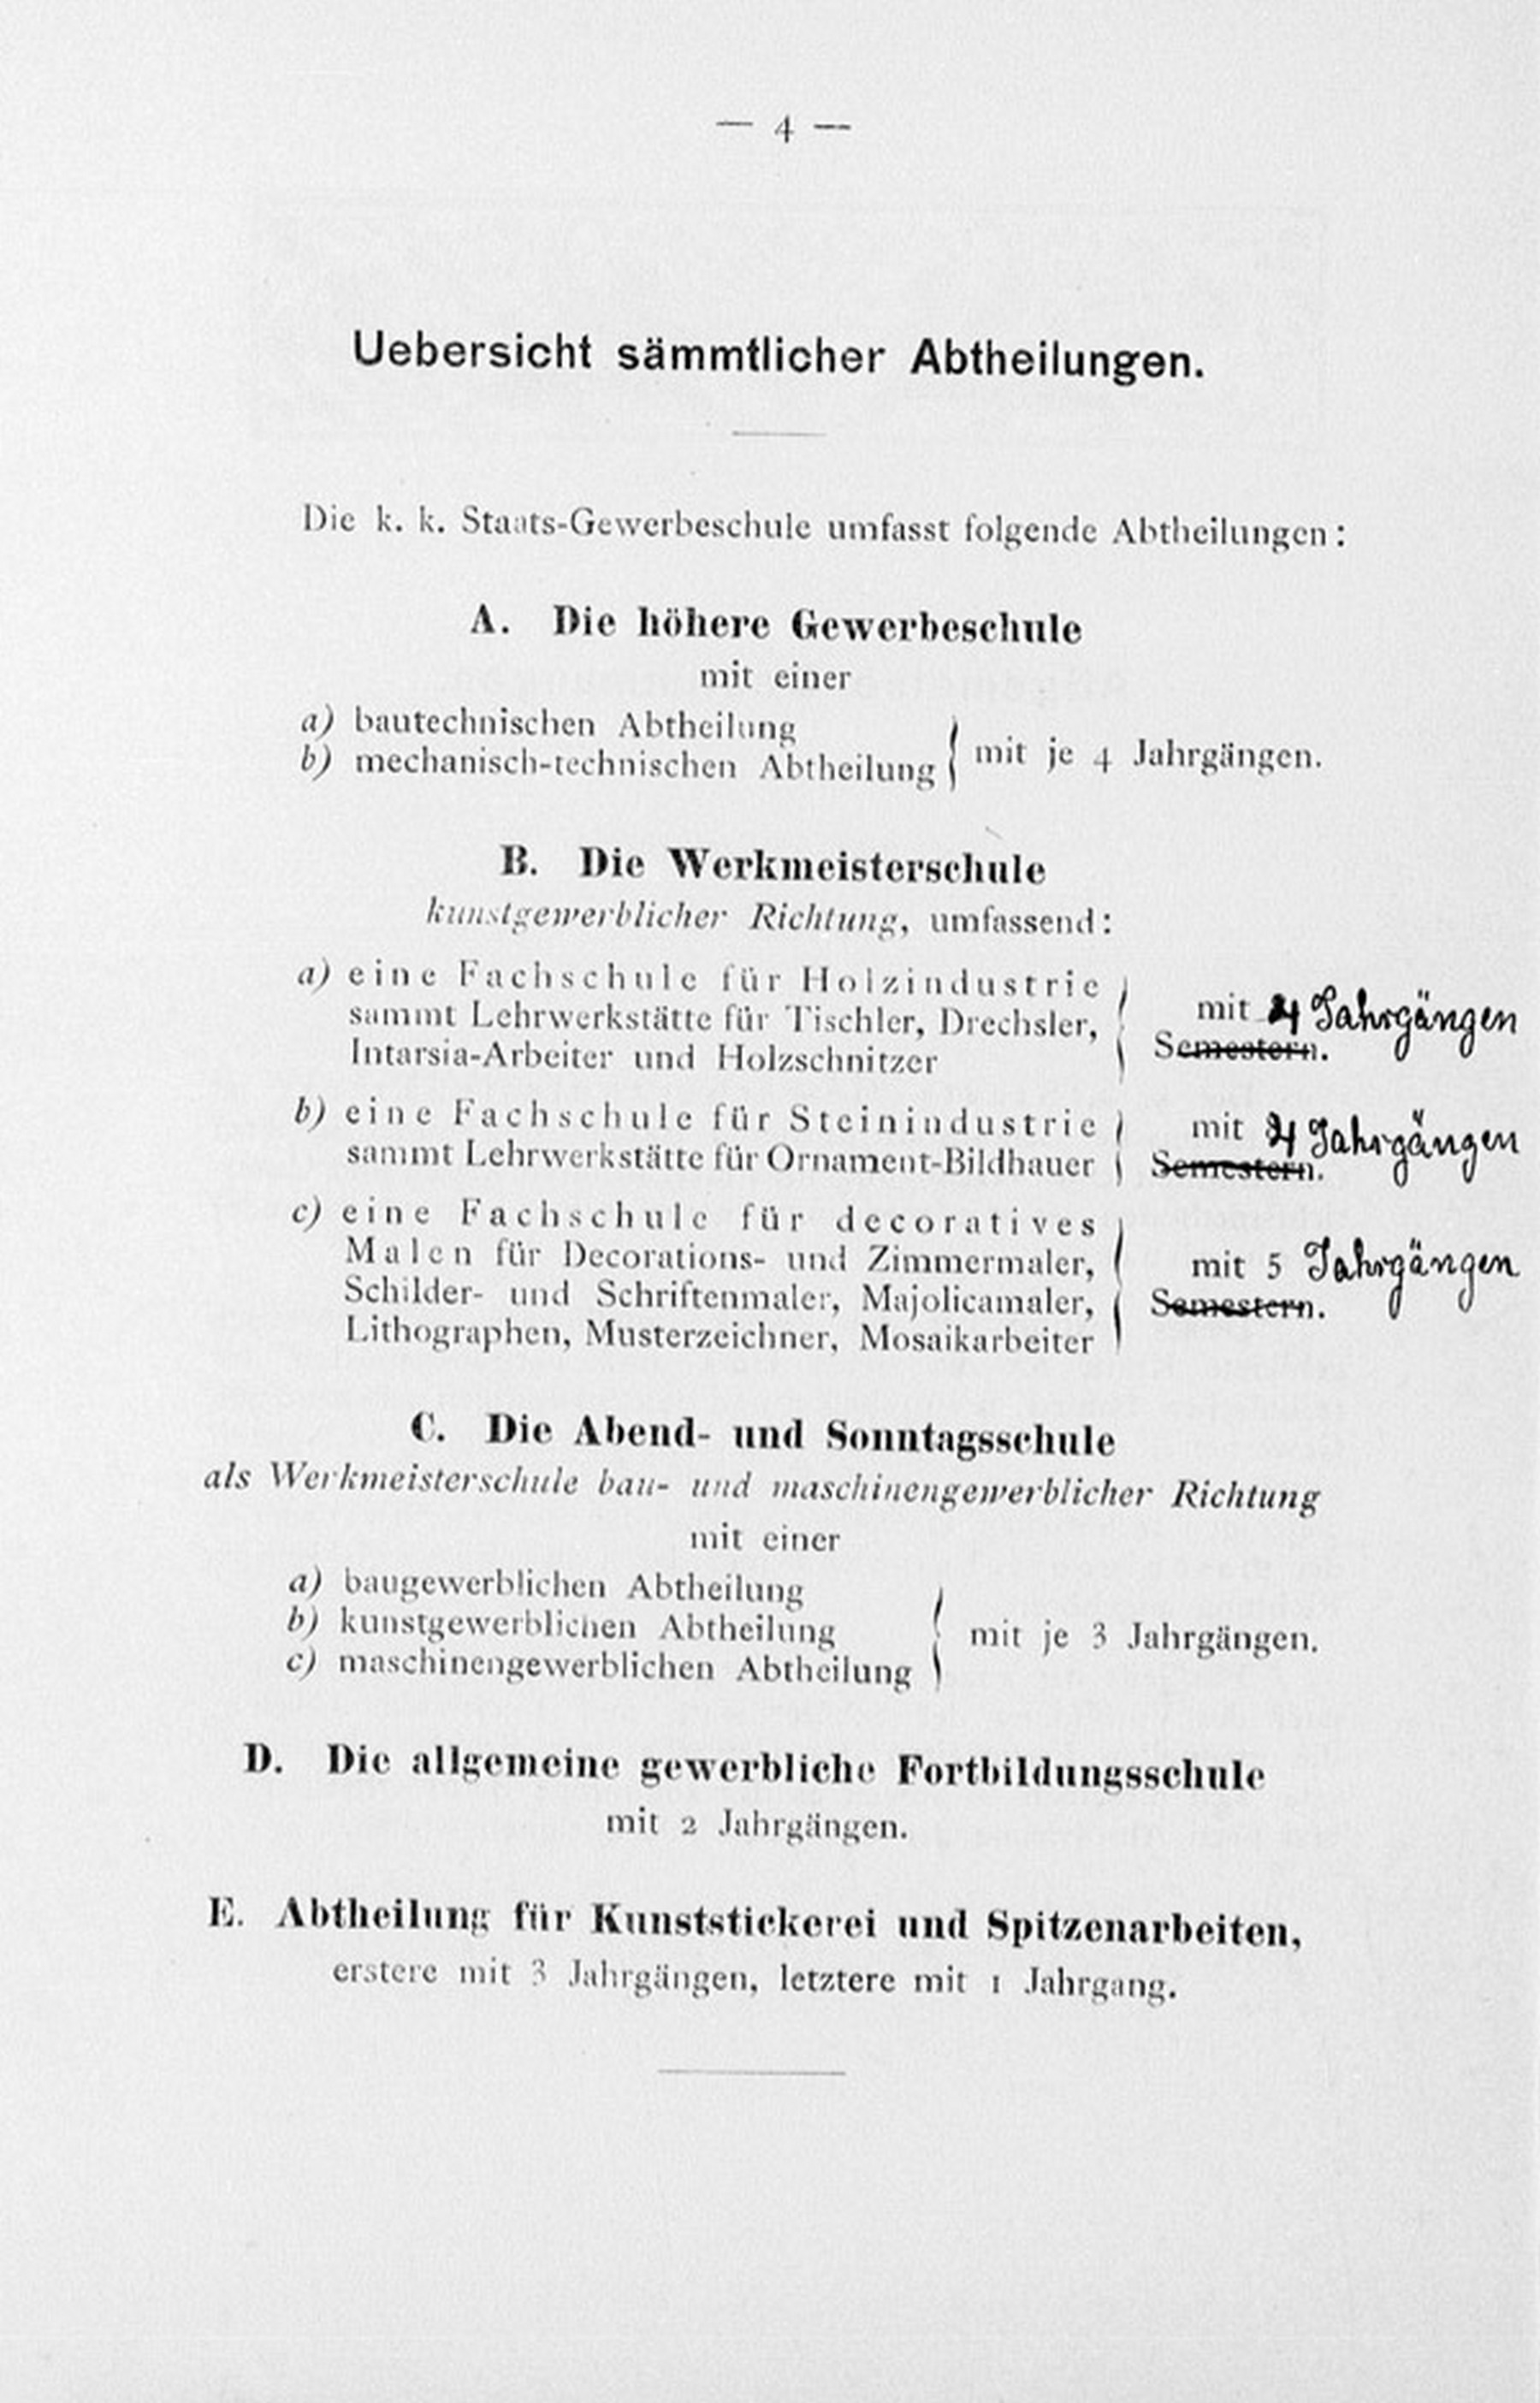 — 4 —
Uebersicht sämmtlicher Abtheilungen.
Die k. k. Staats-Gewerbeschule umfasst folgende Abtheilungen:
A. Die höhere Gewerbeschule
mit einer
a) bautechnischen Abtheilung
b) mechanisch-technischen Abtheilung
mit je 4 Jahrgängen.
B. Die Werkmeisterschule
kunstgewerblicher Richtung, umfassend:
a) eine Fachschule für Holzindustrie
sammt Lehrwerkstätte für Tischler, Drechsler,
Intarsia-Arbeiter und Holzschnitzer
mit 4 Jahrgängen
Semestern.
b) eine Fachschule für Steinindustrie
sammt Lehrwerkstätte für Ornament-Bildhauer
mit 4 Jahrgängen
Semestern.
c) eine Fachschule für decoratives
Malen für Decorations- und Zimmermaler,
Schilder- und Schriftenmaler, Majolicamaler,
Lithographen, Musterzeichner, Mosaikarbeiter
mit 5 Jahrgängen
Semestern.
C. Die Abend- und Sonntagsschule
als Werkmeisterschule bau- und maschinengewerblicher Richtung
mit einer
a) baugewerblichen Abtheilung
b) kunstgewerblichen Abtheilung
c) maschinengewerblichen Abtheilung
mit je 3 Jahrgängen.
D. Die allgemeine gewerbliche Fortbildungsschule
mit 2 Jahrgängen.
E. Abtheilung für Kunststickerei und Spitzenarbeiten,
erstere mit 3 Jahrgängen, letztere mit 1 Jahrgang.